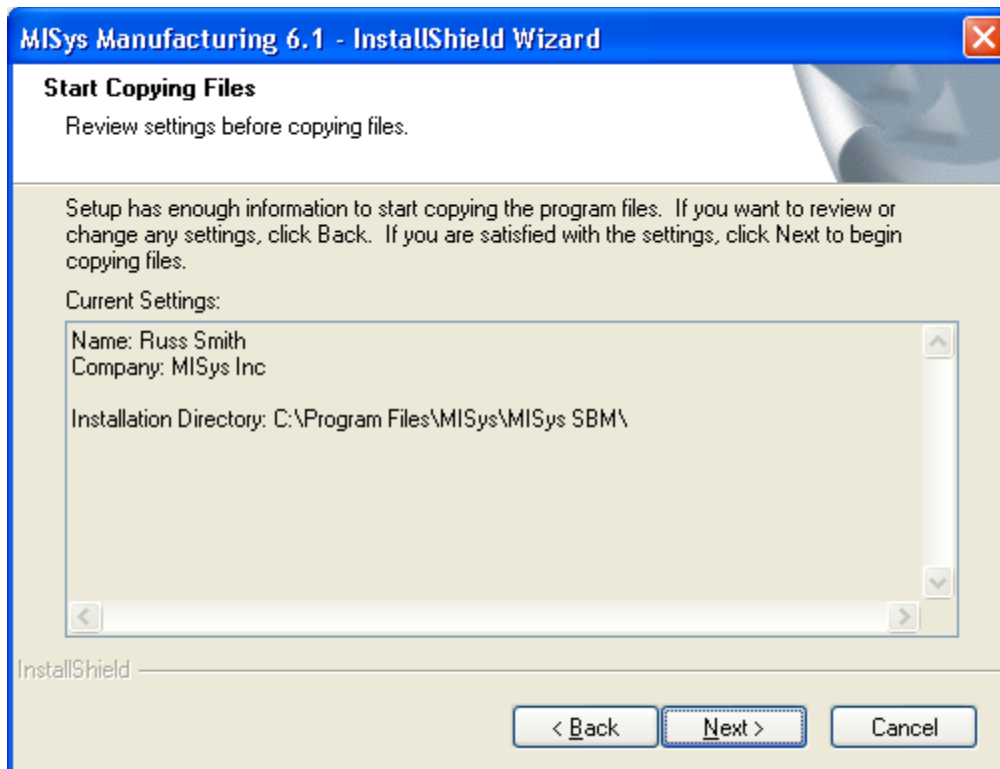 MISys Manufacturing 6.1 - InstallShield Wizard
Start Copying Files
Review settings before copying files.
Setup has enough information to start copying the program files.  If you want to review or
change any settings, click Back.  If you are satisfied with the settings, click Next to begin
copying files.
Current Settings:
Name: Russ Smith
Company: MISys Inc
Installation Directory: C:\Program Files\MISys\MISys SBM\
InstallShield
< Back
Next >
Cancel